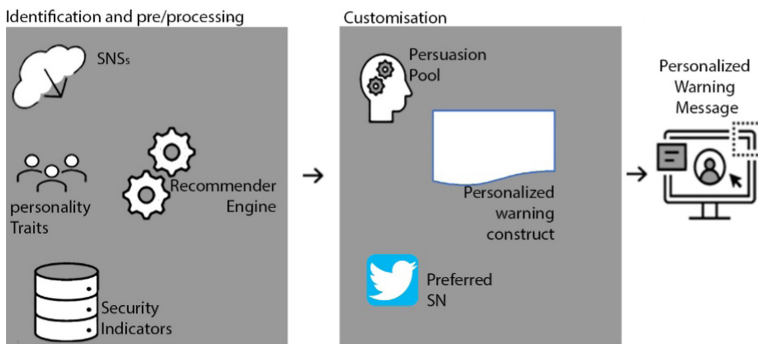 Identification and pre/processing
SNSs
personality
Traits
Recommender
Engine
Security
Indicators
Customisation
Persuasion
Pool
Personalized
warning
construct
Preferred
SN
Personalized
Warning
Message